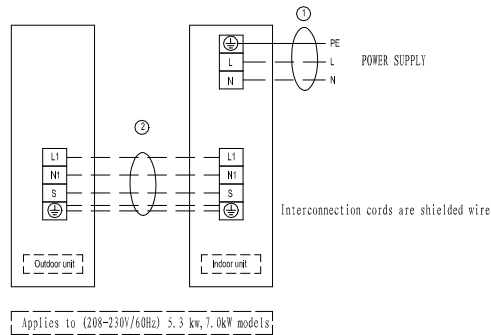 ①
PE
L
L
POWER SUPPLY
N
N
②
L1
L1
N1
N1
S
S
Interconnection cords are shielded wire
Outdoor unit
Indoor unit
Applies to (208-230V/60Hz) 5.3 kw,7.0kW models